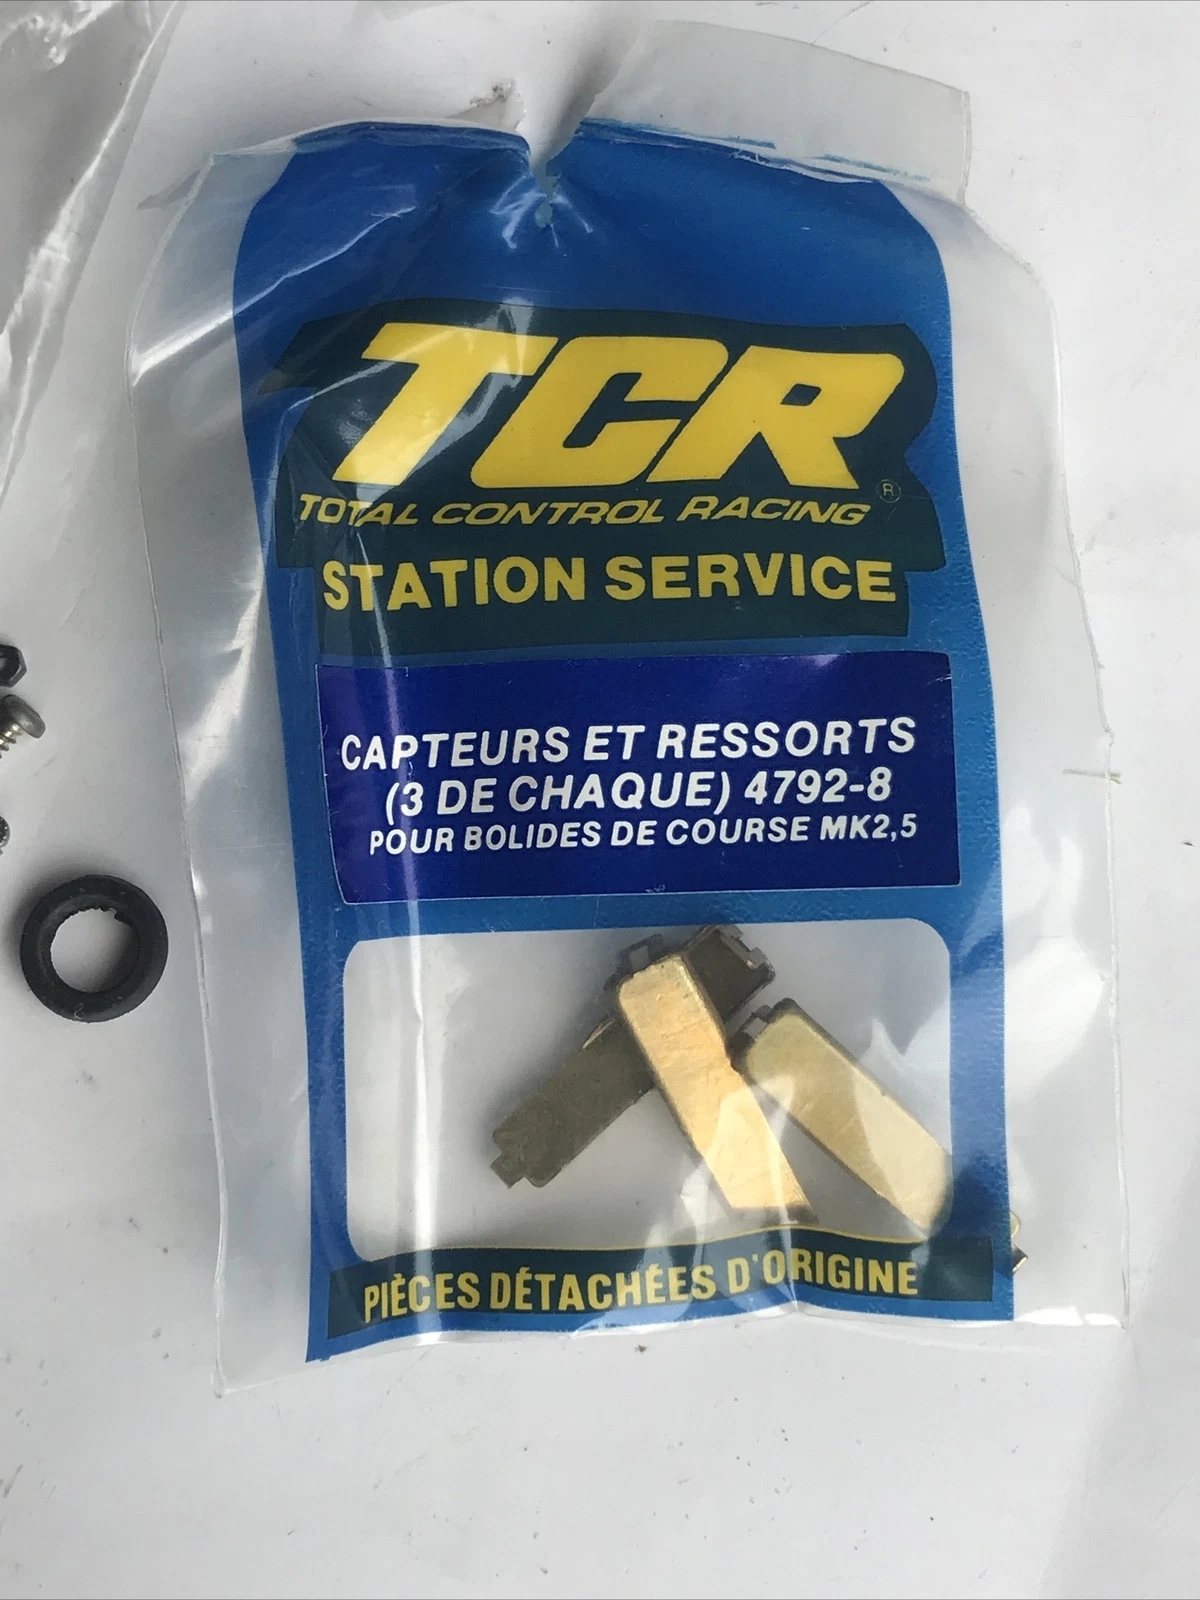 TCR
®
TOTAL CONTROL RACING
STATION SERVICE
CAPTEURS ET RESSORTS
(3 DE CHAQUE) 4792-8
POUR BOLIDES DE COURSE MK2,5
PIÈCES DÉTACHÉES D'ORIGINE